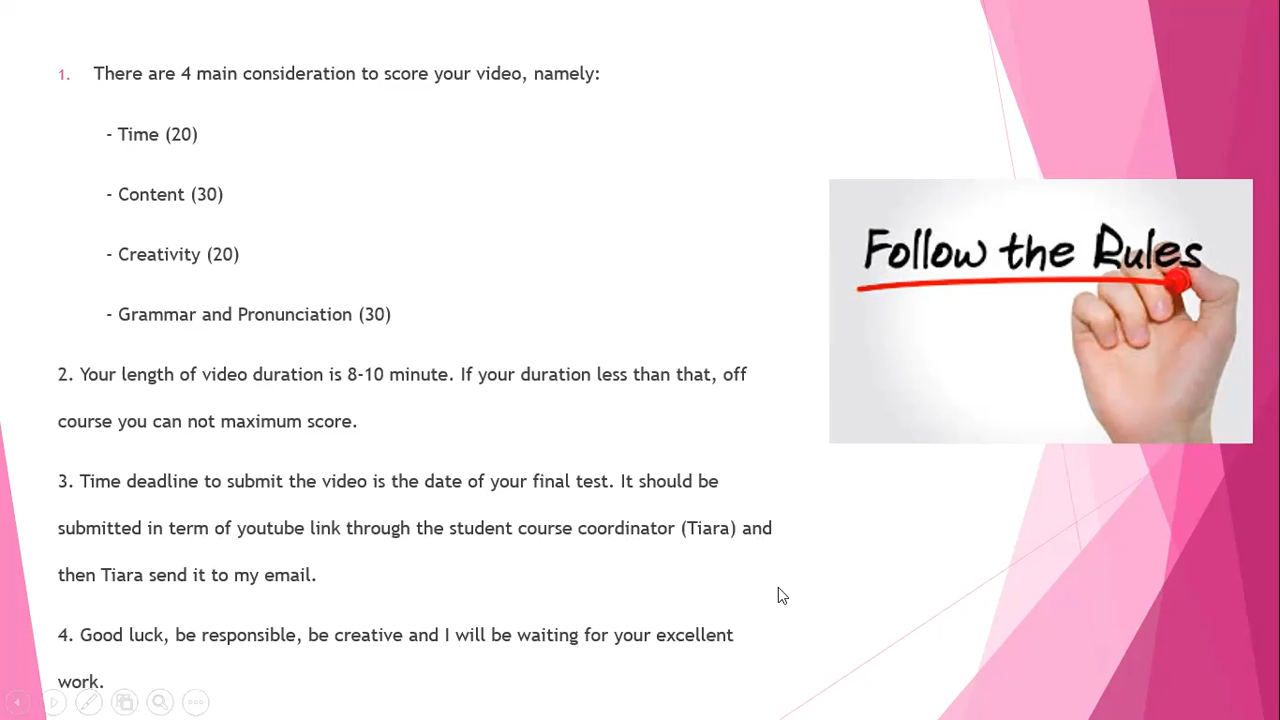 1. There are 4 main consideration to score your video, namely:
- Time (20)
- Content (30)
- Creativity (20)
- Grammar and Pronunciation (30)
2. Your length of video duration is 8-10 minute. If your duration less than that, off
course you can not maximum score.
3. Time deadline to submit the video is the date of your final test. It should be
submitted in term of youtube link through the student course coordinator (Tiara) and
then Tiara send it to my email.
4. Good luck, be responsible, be creative and I will be waiting for your excellent
work.
Follow the Rules